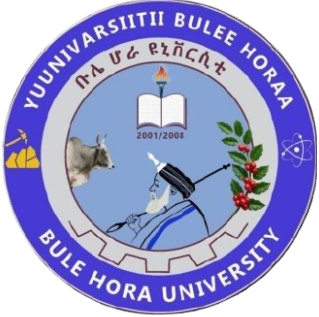 YUUNIVARSIITII BULEE HORAA
ቡሌ ሆራ ዩኒቨርሲቲ
2001/2008
BULE HORA UNIVERSITY